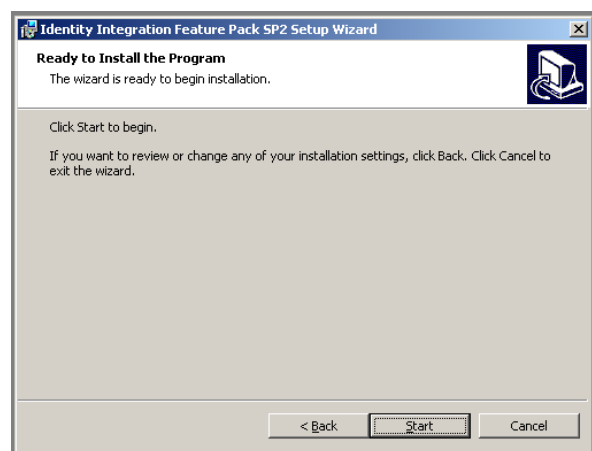 Identity Integration Feature Pack SP2 Setup Wizard
Ready to Install the Program
The wizard is ready to begin installation.
Click Start to begin.
If you want to review or change any of your installation settings, click Back. Click Cancel to
exit the wizard.
< Back Start Cancel